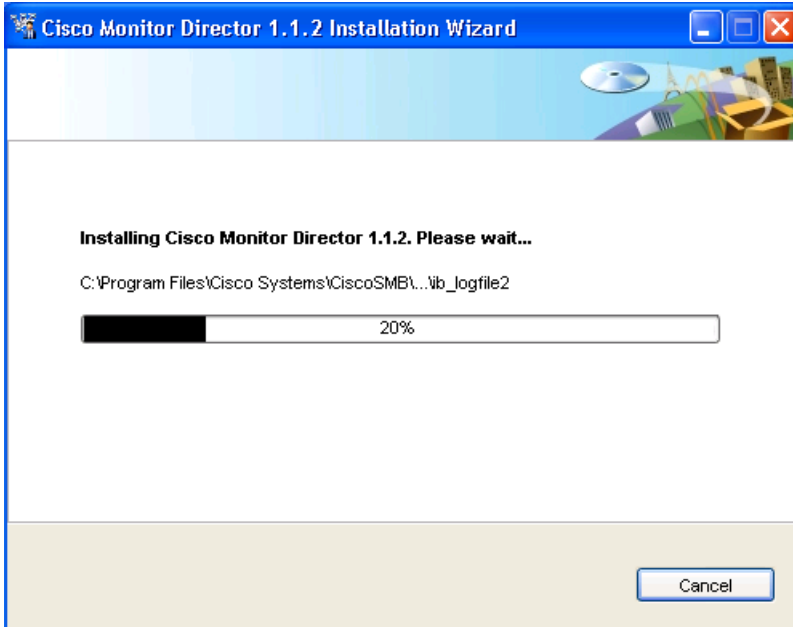 Cisco Monitor Director 1.1.2 Installation Wizard
Installing Cisco Monitor Director 1.1.2. Please wait...
C:\Program Files\Cisco Systems\CiscoSMB\...\ib_logfile2
20%
Cancel